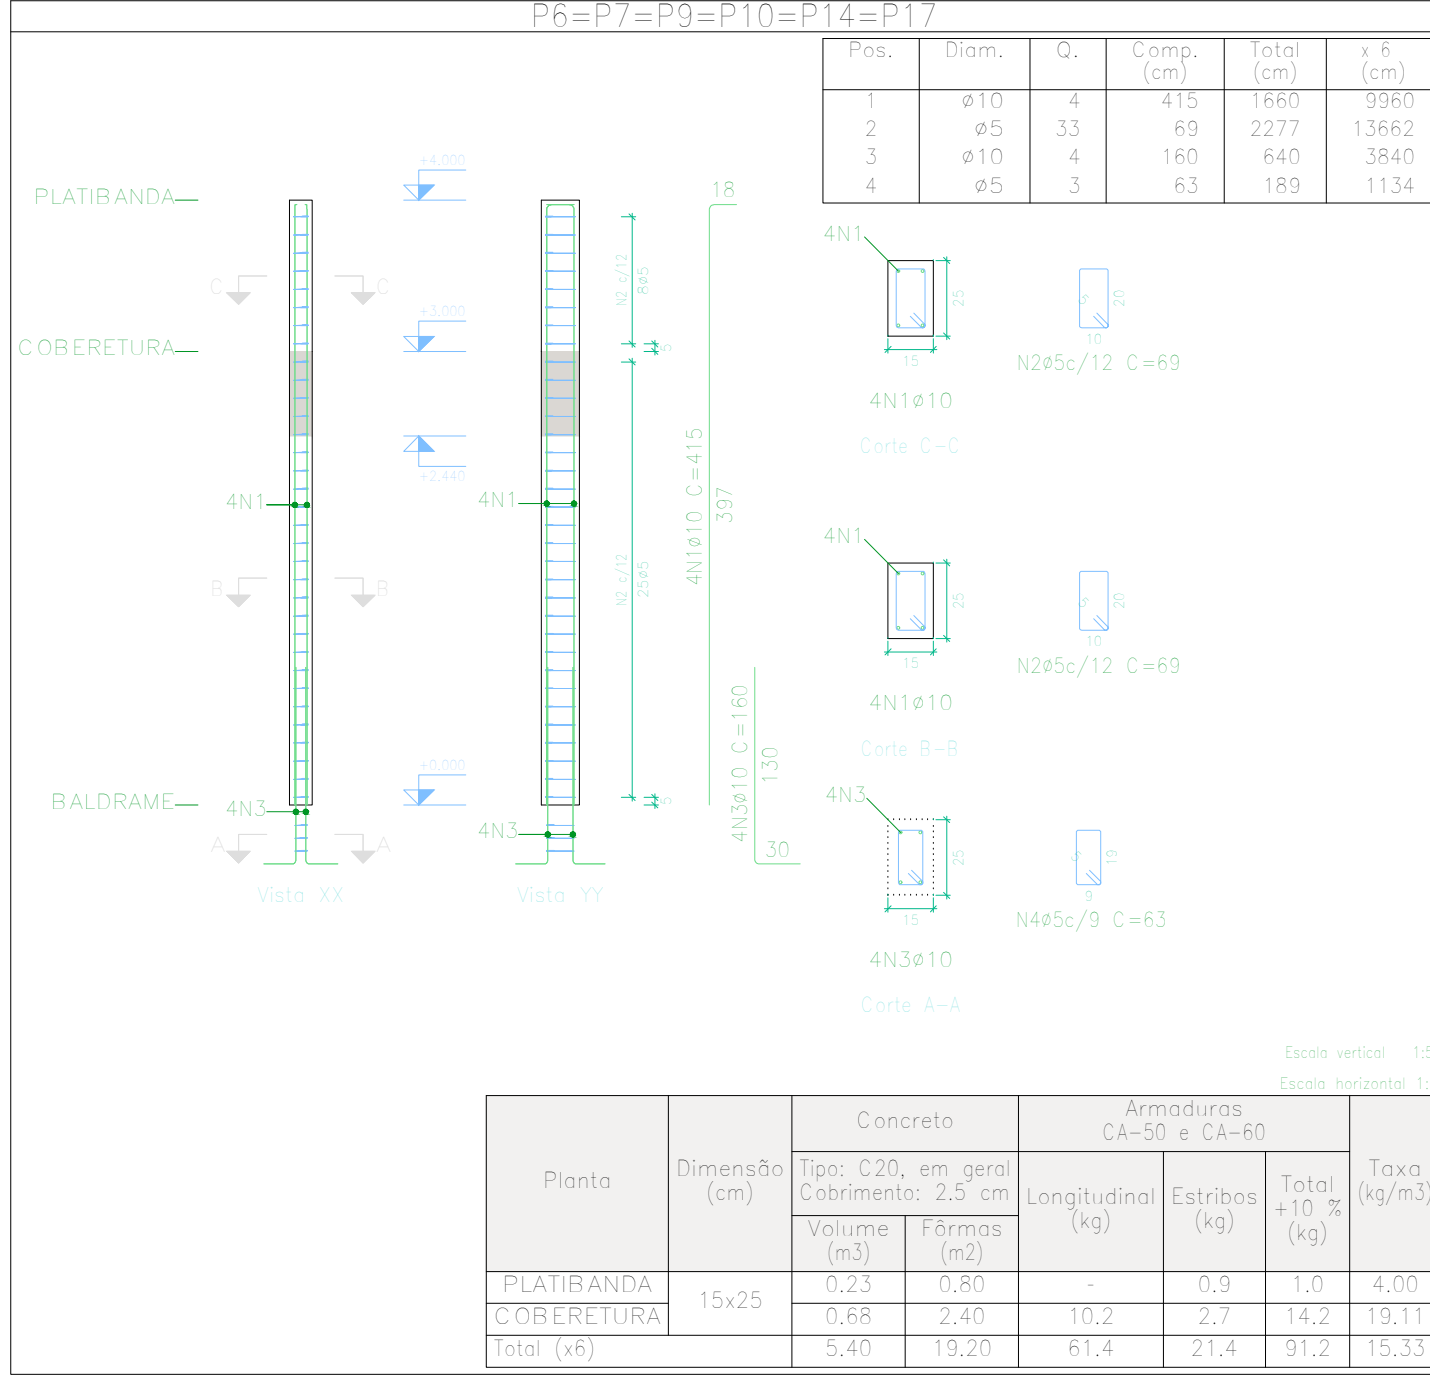 P6=P7=P9=P10=P14=P17
Pos. Diam. Q. Comp. (cm) Total (cm) x 6 (cm)
1 ø10 4 415 1660 9960
2 ø5 33 69 2277 13662
3 ø10 4 160 640 3840
4 ø5 3 63 189 1134
PLATIBANDA
+4.000
18
C C
COBERETURA
+3.000
N2 c/12
8ø5
5
+2.440
4N1
4N1
N2 c/12
25ø5
4N1ø10 C=415
397
B B
BALDRAME
+0.000
5
4N3
4N3
A A
4N3ø10 C=160
130
30
Vista XX
Vista YY
4N1
25
15
4N1ø10
Corte C-C
5
20
10
N2ø5c/12 C=69
4N1
25
15
4N1ø10
Corte B-B
5
20
10
N2ø5c/12 C=69
4N3
25
15
4N3ø10
Corte A-A
5
19
9
N4ø5c/9 C=63
Escala vertical 1:5
Escala horizontal 1:
Planta
Dimensão
(cm)
Concreto
Tipo: C20, em geral
Cobrimento: 2.5 cm
Volume
(m3)
Fôrmas
(m2)
Armaduras
CA-50 e CA-60
Longitudinal
(kg)
Estribos
(kg)
Total
+10 %
(kg)
Taxa
(kg/m3)
PLATIBANDA 15x25 0.23 0.80 - 0.9 1.0 4.00
COBERETURA 0.68 2.40 10.2 2.7 14.2 19.11
Total (x6) 5.40 19.20 61.4 21.4 91.2 15.33